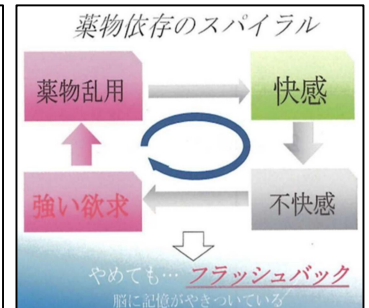 薬物依存のスパイラル
薬物乱用
快感
強い欲求
不快感
やめても… フラッシュバック
脳に記憶がやきついている